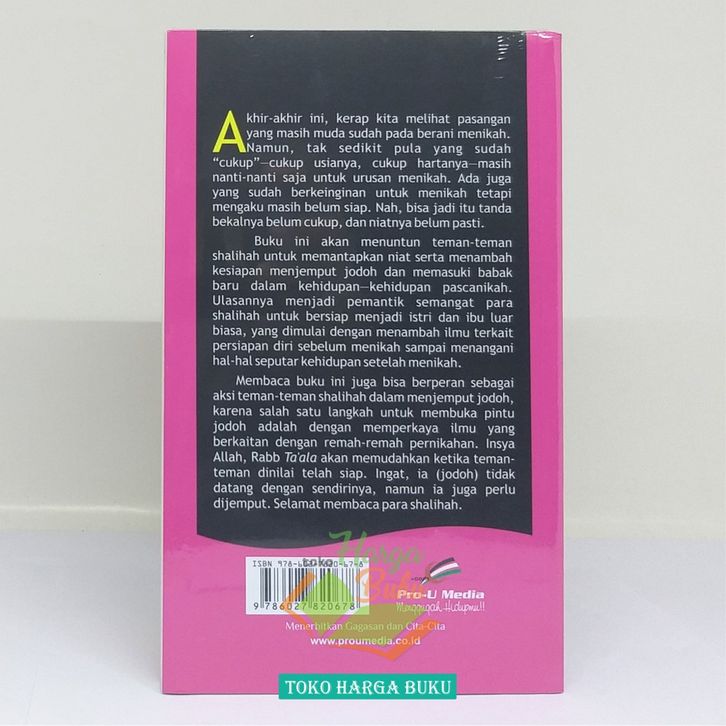 Akhir-akhir ini, kerap kita melihat pasangan
yang masih muda sudah pada berani menikah.
Namun, tak sedikit pula yang sudah
“cukup”—cukup usianya, cukup hartanya—masih
nanti-nanti saja untuk urusan menikah. Ada juga
yang sudah berkeinginan untuk menikah tetapi
mengaku masih belum siap. Nah, bisa jadi itu tanda
bekalnya belum cukup, dan niatnya belum pasti.
Buku ini akan menuntun teman-teman
shalihah untuk memantapkan niat serta menambah
kesiapan menjemput jodoh dan memasuki babak
baru dalam kehidupan—kehidupan pascanikah.
Ulasannya menjadi pemantik semangat para
shalihah untuk bersiap menjadi istri dan ibu luar
biasa, yang dimulai dengan menambah ilmu terkait
persiapan diri sebelum menikah sampai menangani
hal-hal seputar kehidupan setelah menikah.
Membaca buku ini juga bisa berperan sebagai
aksi teman-teman shalihah dalam menjemput jodoh,
karena salah satu langkah untuk membuka pintu
jodoh adalah dengan memperkaya ilmu yang
berkaitan dengan remah-remah pernikahan. Insya
Allah, Rabb Ta'ala akan memudahkan ketika teman-
teman dinilai telah siap. Ingat, ia (jodoh) tidak
datang dengan sendirinya, namun ia juga perlu
dijemput. Selamat membaca para shalihah.
ISBN
9 786027 820678
toko
Harga
Buku
.com
Pro-U Media
Menggugah Hidupmu!!
Menerbitkan Gagasan dan Cita-Cita
www.proumedia.co.id
TOKO HARGA BUKU